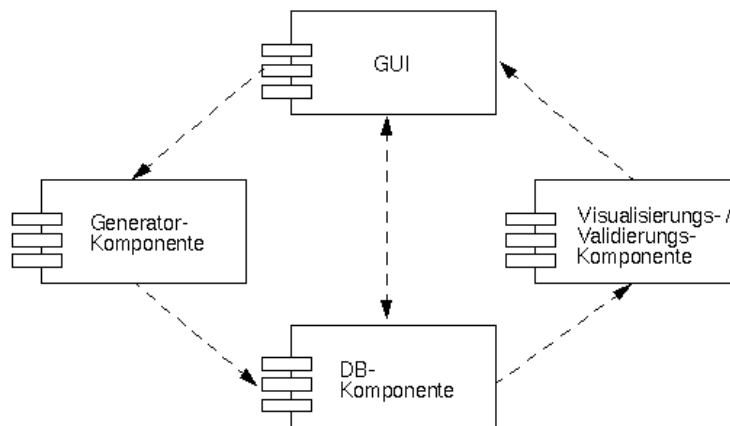 GUI
Generator-
Komponente
Visualisierungs- /
Validierungs-
Komponente
DB-
Komponente